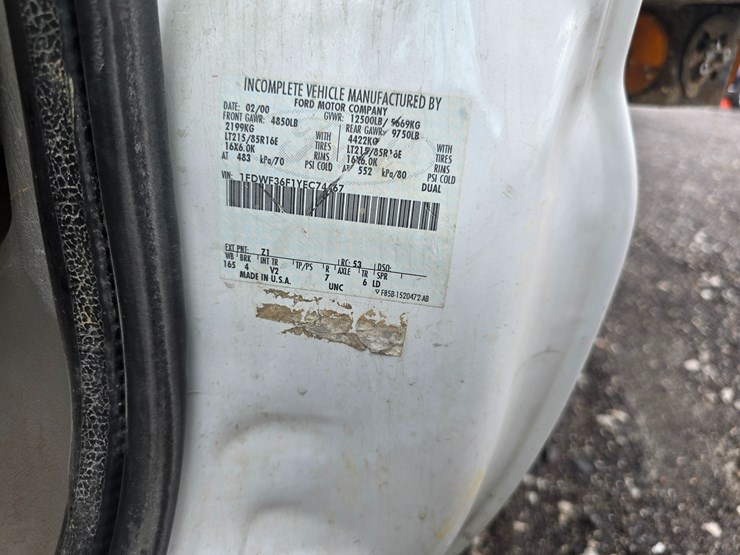 INCOMPLETE VEHICLE MANUFACTURED BY
FORD MOTOR COMPANY
DATE: 02/00 GVWR: 12500LB/ 5669KG
FRONT GAWR: 4850LB REAR GAWR: 9750LB
2199KG WITH 4422KG WITH
LT215/85R16E TIRES LT215/85R16E TIRES
16X6.0K RIMS 16X6.0K RIMS
AT 483 kPa/70 PSI COLD AT 552 kPa/80 PSI COLD
DUAL
VIN:
EXT PNT: Z1 RC: 53 DSO:
WB BRK INT TR TP/PS R AXLE TR SPR
165 4 V2 7 6 LD
MADE IN U.S.A. UNC
F85B-1520472-AB